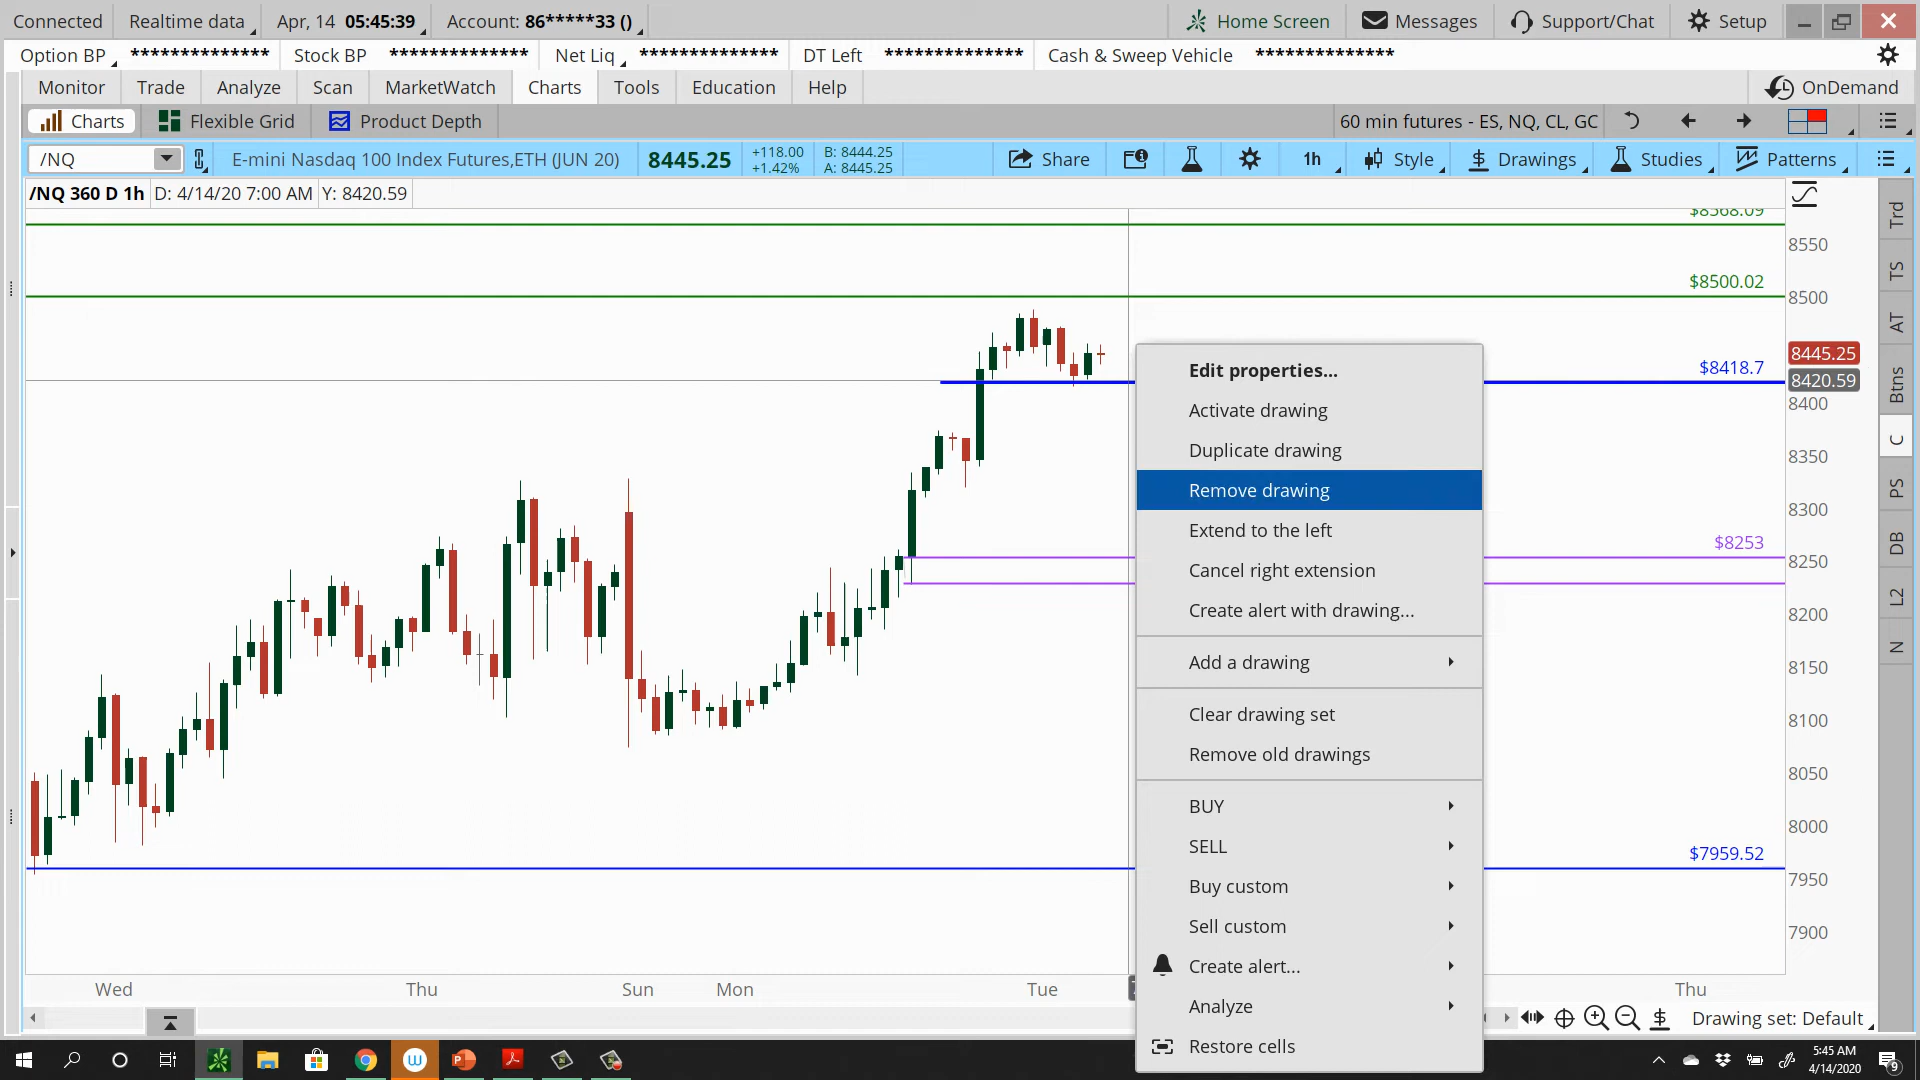 Connected Realtime data Apr, 14 05:45:39 Account: 86*****33 () Home Screen Messages Support/Chat Setup
Option BP ************** Stock BP ************** Net Liq ************** DT Left ************** Cash & Sweep Vehicle **************
Monitor Trade Analyze Scan MarketWatch Charts Tools Education Help OnDemand
Charts Flexible Grid Product Depth 60 min futures - ES, NQ, CL, GC
/NQ E-mini Nasdaq 100 Index Futures,ETH (JUN 20) 8445.25 +118.00 B: 8444.25 Share 1h Style Drawings Studies Patterns
+1.42% A: 8445.25
/NQ 360 D 1h D: 4/14/20 7:00 AM Y: 8420.59
$8568.09
8550
$8500.02
8500
8445.25
$8418.7
8420.59
8400
8350
8300
$8253
8250
8200
8150
8100
8050
8000
$7959.52
7950
7900
Edit properties...
Activate drawing
Duplicate drawing
Remove drawing
Extend to the left
Cancel right extension
Create alert with drawing...
Add a drawing
Clear drawing set
Remove old drawings
BUY
SELL
Buy custom
Sell custom
Create alert...
Analyze
Restore cells
Trd
TS
AT
Btns
C
PS
DB
L2
N
Wed Thu Sun Mon Tue Thu
Drawing set: Default
5:45 AM
4/14/2020
9